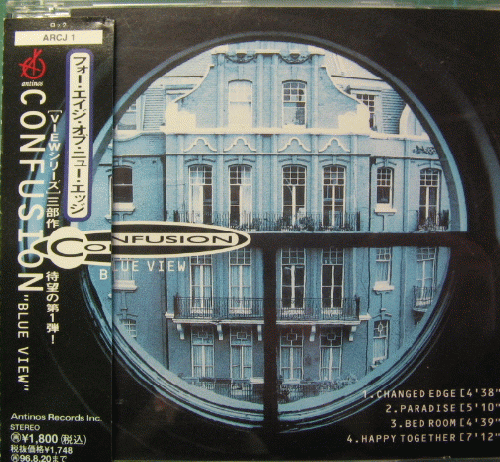 ロック
ARCJ 1
antinos
CONFUSION "BLUE VIEW"
フォー・エイジ・オブ・ニュー・エッジ
[VIEWシリーズ]三部作
待望の第1弾!
CONFUSION
BLUE VIEW
1.CHANGED EDGE[4'38"
2.PARADISE[5'10"
3.BED ROOM[4'39"
4.HAPPY TOGETHER[7'12"
Antinos Records Inc.
STEREO
¥1,800(税込)
税抜価格¥1,748
96.8.20まで